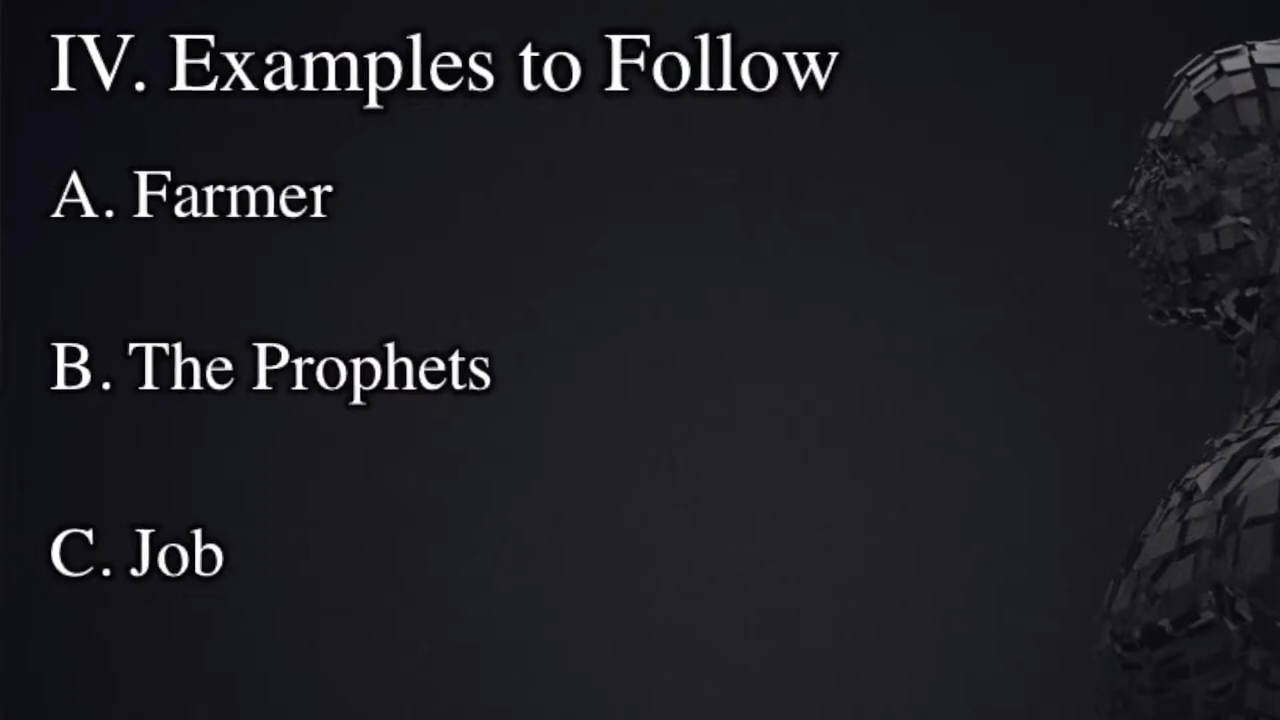 IV. Examples to Follow
A. Farmer
B. The Prophets
C. Job